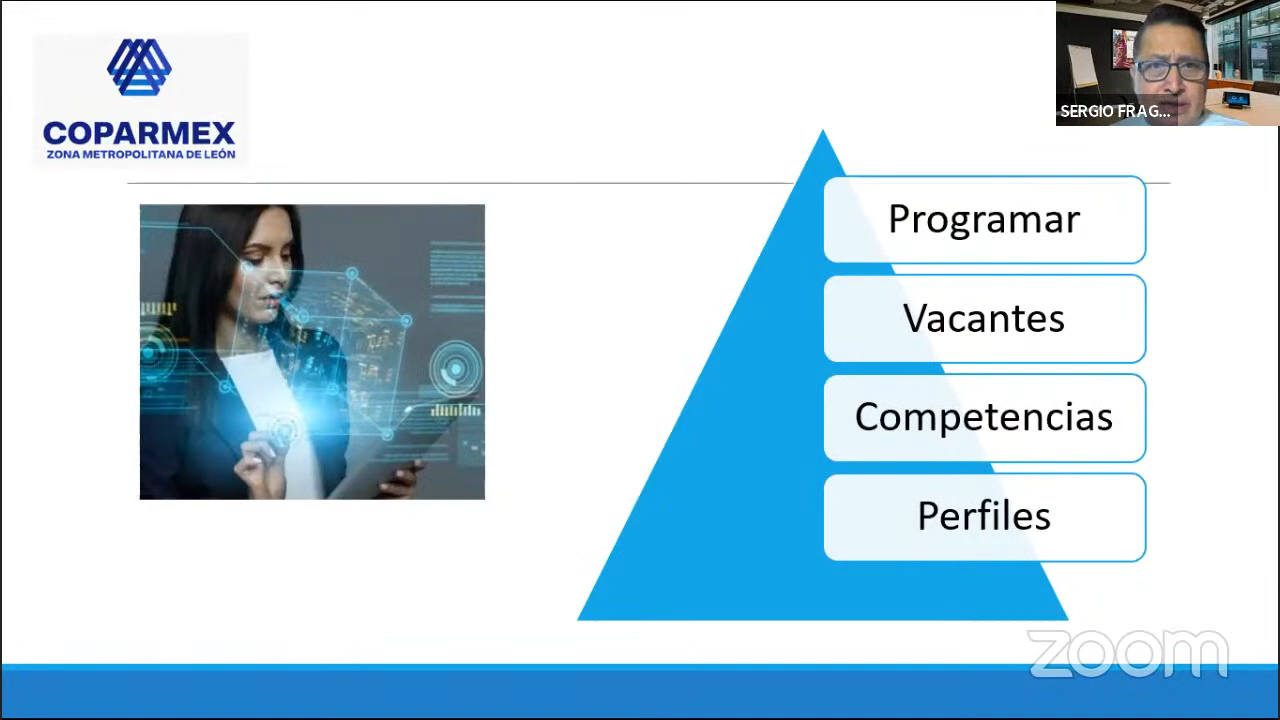 COPARMEX
ZONA METROPOLITANA DE LEÓN
SERGIO FRAG...
Programar
Vacantes
Competencias
Perfiles
zoom